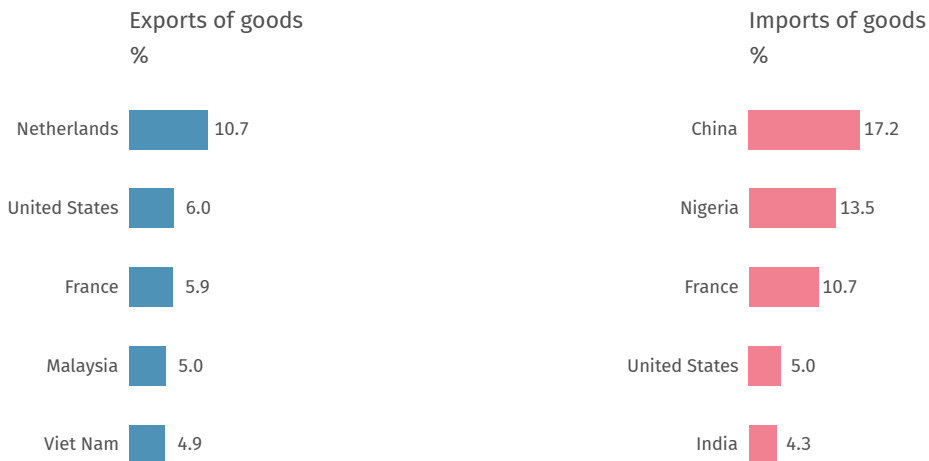 Exports of goods
%
Netherlands 10.7
United States 6.0
France 5.9
Malaysia 5.0
Viet Nam 4.9
Imports of goods
%
China 17.2
Nigeria 13.5
France 10.7
United States 5.0
India 4.3